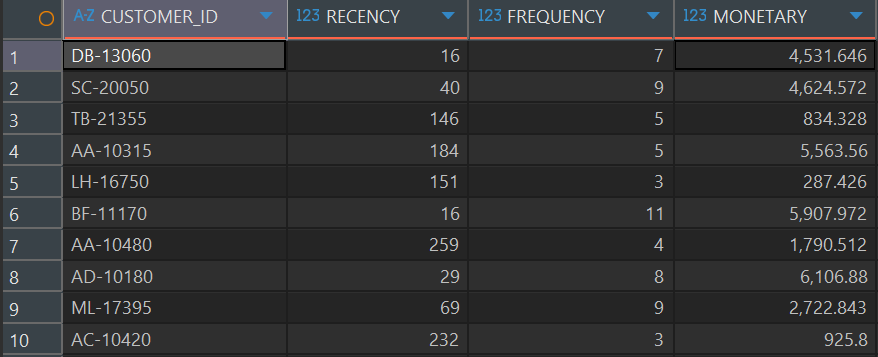 A-Z CUSTOMER_ID 123 RECENCY 123 FREQUENCY 123 MONETARY
1 DB-13060 16 7 4,531.646
2 SC-20050 40 9 4,624.572
3 TB-21355 146 5 834.328
4 AA-10315 184 5 5,563.56
5 LH-16750 151 3 287.426
6 BF-11170 16 11 5,907.972
7 AA-10480 259 4 1,790.512
8 AD-10180 29 8 6,106.88
9 ML-17395 69 9 2,722.843
10 AC-10420 232 3 925.8